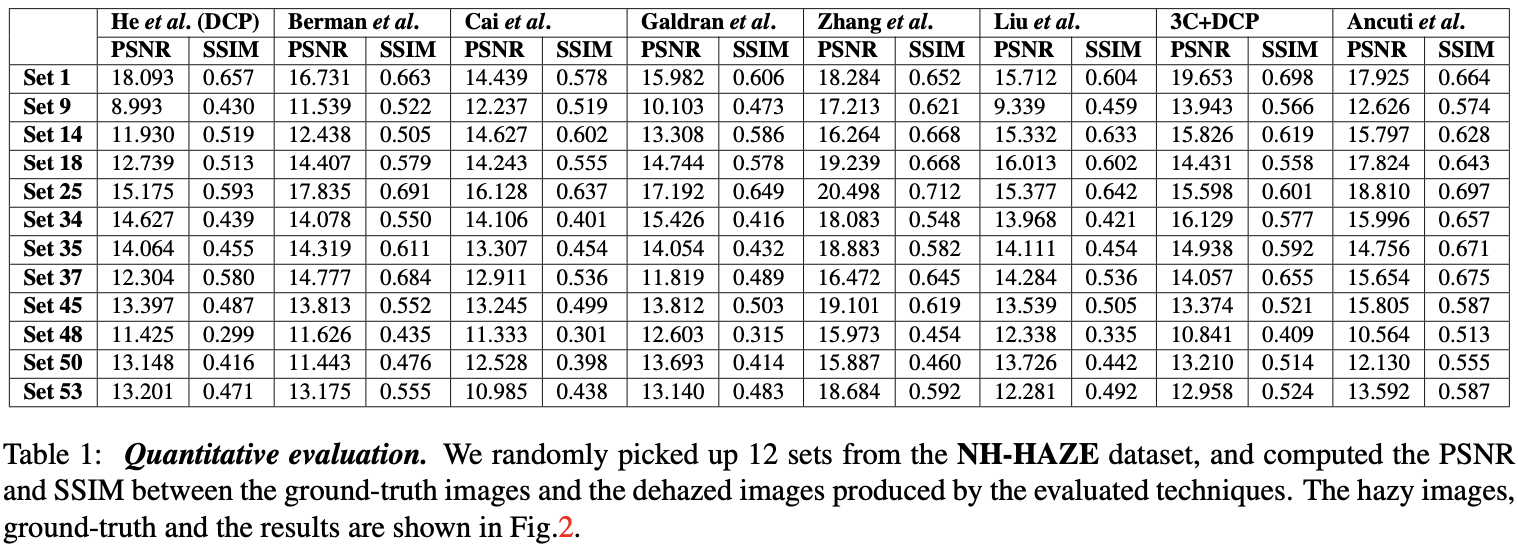 He et al. (DCP) Berman et al. Cai et al. Galdran et al. Zhang et al. Liu et al. 3C+DCP Ancuti et al.
PSNR SSIM PSNR SSIM PSNR SSIM PSNR SSIM PSNR SSIM PSNR SSIM PSNR SSIM PSNR SSIM
Set 1 18.093 0.657 16.731 0.663 14.439 0.578 15.982 0.606 18.284 0.652 15.712 0.604 19.653 0.698 17.925 0.664
Set 9 8.993 0.430 11.539 0.522 12.237 0.519 10.103 0.473 17.213 0.621 9.339 0.459 13.943 0.566 12.626 0.574
Set 14 11.930 0.519 12.438 0.505 14.627 0.602 13.308 0.586 16.264 0.668 15.332 0.633 15.826 0.619 15.797 0.628
Set 18 12.739 0.513 14.407 0.579 14.243 0.555 14.744 0.578 19.239 0.668 16.013 0.602 14.431 0.558 17.824 0.643
Set 25 15.175 0.593 17.835 0.691 16.128 0.637 17.192 0.649 20.498 0.712 15.377 0.642 15.598 0.601 18.810 0.697
Set 34 14.627 0.439 14.078 0.550 14.106 0.401 15.426 0.416 18.083 0.548 13.968 0.421 16.129 0.577 15.996 0.657
Set 35 14.064 0.455 14.319 0.611 13.307 0.454 14.054 0.432 18.883 0.582 14.111 0.454 14.938 0.592 14.756 0.671
Set 37 12.304 0.580 14.777 0.684 12.911 0.536 11.819 0.489 16.472 0.645 14.284 0.536 14.057 0.655 15.654 0.675
Set 45 13.397 0.487 13.813 0.552 13.245 0.499 13.812 0.503 19.101 0.619 13.539 0.505 13.374 0.521 15.805 0.587
Set 48 11.425 0.299 11.626 0.435 11.333 0.301 12.603 0.315 15.973 0.454 12.338 0.335 10.841 0.409 10.564 0.513
Set 50 13.148 0.416 11.443 0.476 12.528 0.398 13.693 0.414 15.887 0.460 13.726 0.442 13.210 0.514 12.130 0.555
Set 53 13.201 0.471 13.175 0.555 10.985 0.438 13.140 0.483 18.684 0.592 12.281 0.492 12.958 0.524 13.592 0.587
Table 1: Quantitative evaluation. We randomly picked up 12 sets from the NH-HAZE dataset, and computed the PSNR
and SSIM between the ground-truth images and the dehazed images produced by the evaluated techniques. The hazy images,
ground-truth and the results are shown in Fig.2.